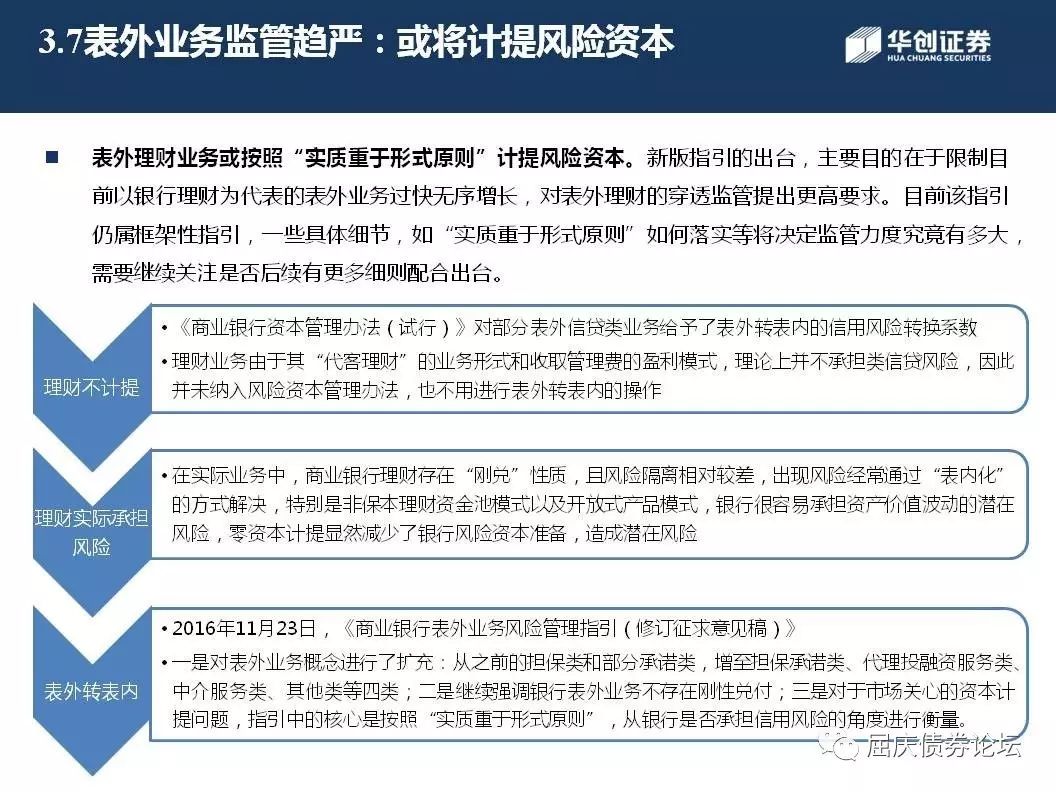 3.7表外业务监管趋严：或将计提风险资本
华创证券
HUA CHUANG SECURITIES
■ 表外理财业务或按照“实质重于形式原则”计提风险资本。新版指引的出台，主要目的在于限制目
前以银行理财为代表的表外业务过快无序增长，对表外理财的穿透监管提出更高要求。目前该指引
仍属框架性指引，一些具体细节，如“实质重于形式原则”如何落实等将决定监管力度究竟有多大，
需要继续关注是否后续有更多细则配合出台。
理财不计提
•《商业银行资本管理办法（试行）》对部分表外信贷类业务给予了表外转表内的信用风险转换系数
•理财业务由于其“代客理财”的业务形式和收取管理费的盈利模式，理论上并不承担类信贷风险，因此
并未纳入风险资本管理办法，也不用进行表外转表内的操作
理财实际承担
风险
•在实际业务中，商业银行理财存在“刚兑”性质，且风险隔离相对较差，出现风险经常通过“表内化”
的方式解决，特别是非保本理财资金池模式以及开放式产品模式，银行很容易承担资产价值波动的潜在
风险，零资本计提显然减少了银行风险资本准备，造成潜在风险
表外转表内
•2016年11月23日，《商业银行表外业务风险管理指引（修订征求意见稿）》
•一是对表外业务概念进行了扩充：从之前的担保类和部分承诺类，增至担保承诺类、代理投融资服务类、
中介服务类、其他类等四类；二是继续强调银行表外业务不存在刚性兑付；三是对于市场关心的资本计
提问题，指引中的核心是按照“实质重于形式原则”，从银行是否承担信用风险的角度进行衡量。
屈庆债券论坛